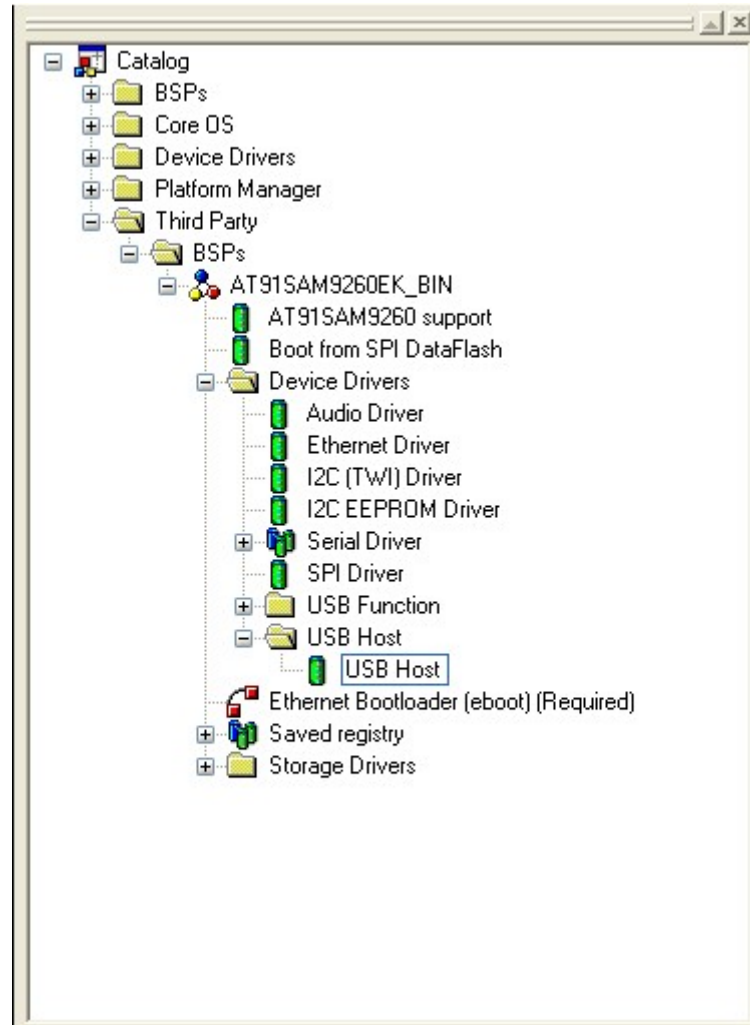 Catalog
BSPs
Core OS
Device Drivers
Platform Manager
Third Party
BSPs
AT91SAM9260EK_BIN
AT91SAM9260 support
Boot from SPI DataFlash
Device Drivers
Audio Driver
Ethernet Driver
I2C (TWI) Driver
I2C EEPROM Driver
Serial Driver
SPI Driver
USB Function
USB Host
USB Host
Ethernet Bootloader (eboot) (Required)
Saved registry
Storage Drivers